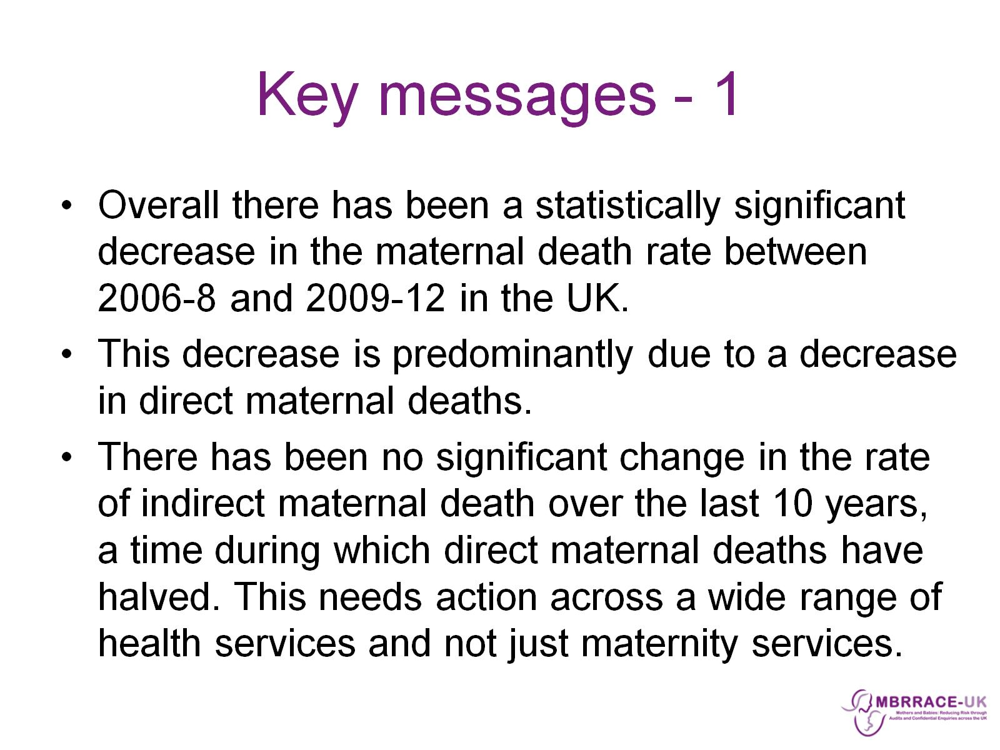 Key messages - 1
• Overall there has been a statistically significant
decrease in the maternal death rate between
2006-8 and 2009-12 in the UK.
• This decrease is predominantly due to a decrease
in direct maternal deaths.
• There has been no significant change in the rate
of indirect maternal death over the last 10 years,
a time during which direct maternal deaths have
halved. This needs action across a wide range of
health services and not just maternity services.
MBRRACE-UK
Mothers and Babies: Reducing Risk through
Audits and Confidential Enquiries across the UK